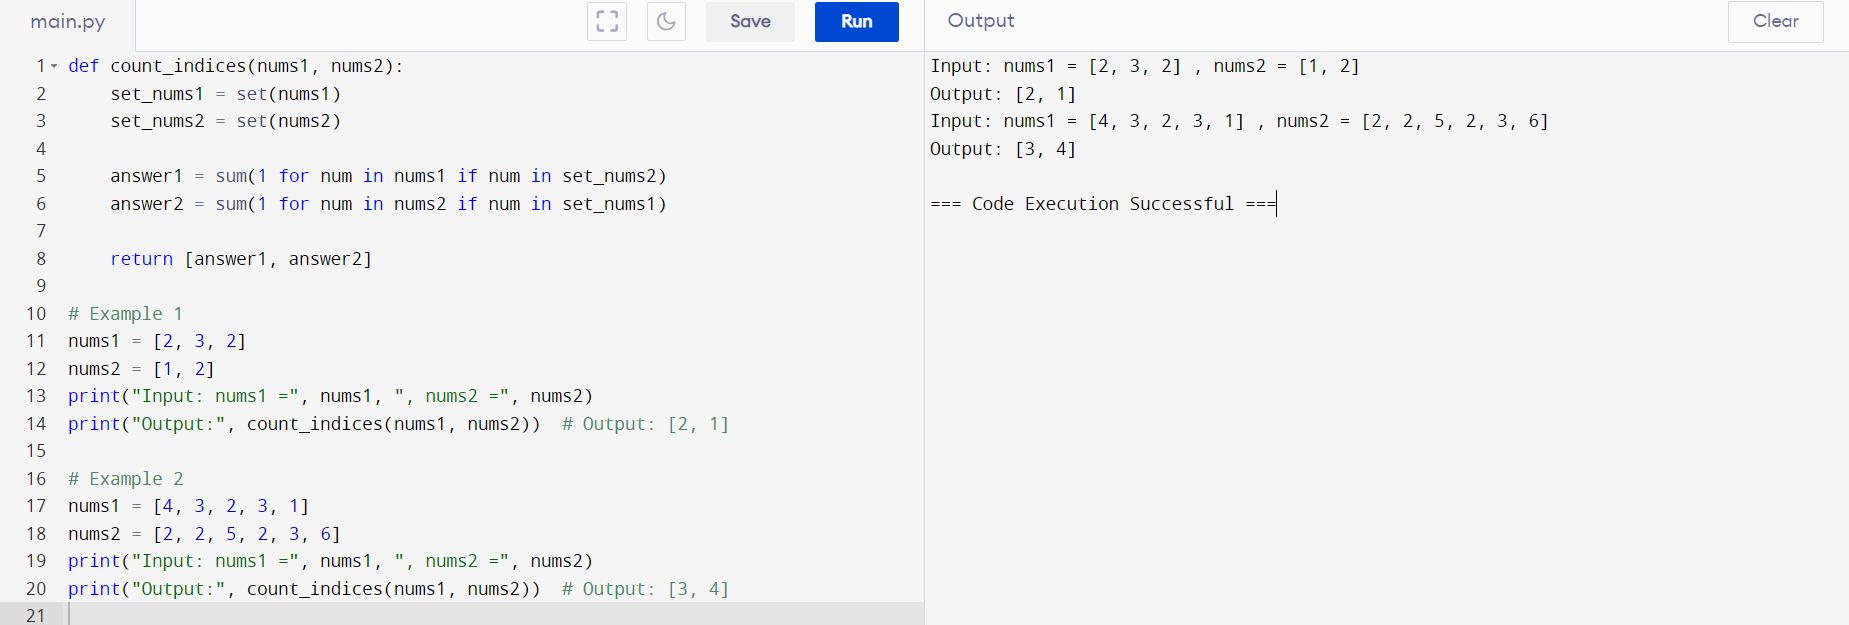 main.py
Save
Run
Output
Clear
1 def count_indices(nums1, nums2):
2     set_nums1 = set(nums1)
3     set_nums2 = set(nums2)
4
5     answer1 = sum(1 for num in nums1 if num in set_nums2)
6     answer2 = sum(1 for num in nums2 if num in set_nums1)
7
8     return [answer1, answer2]
9
10 # Example 1
11 nums1 = [2, 3, 2]
12 nums2 = [1, 2]
13 print("Input: nums1 =", nums1, ", nums2 =", nums2)
14 print("Output:", count_indices(nums1, nums2))  # Output: [2, 1]
15
16 # Example 2
17 nums1 = [4, 3, 2, 3, 1]
18 nums2 = [2, 2, 5, 2, 3, 6]
19 print("Input: nums1 =", nums1, ", nums2 =", nums2)
20 print("Output:", count_indices(nums1, nums2))  # Output: [3, 4]
21
Input: nums1 = [2, 3, 2] , nums2 = [1, 2]
Output: [2, 1]
Input: nums1 = [4, 3, 2, 3, 1] , nums2 = [2, 2, 5, 2, 3, 6]
Output: [3, 4]
=== Code Execution Successful ===